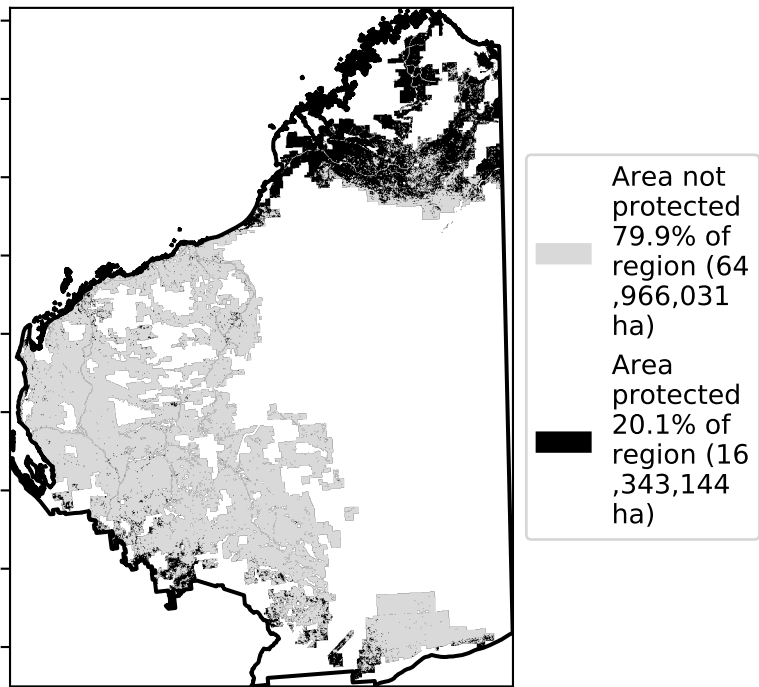 Area not
protected
79.9% of
region (64
,966,031
ha)
Area
protected
20.1% of
region (16
,343,144
ha)